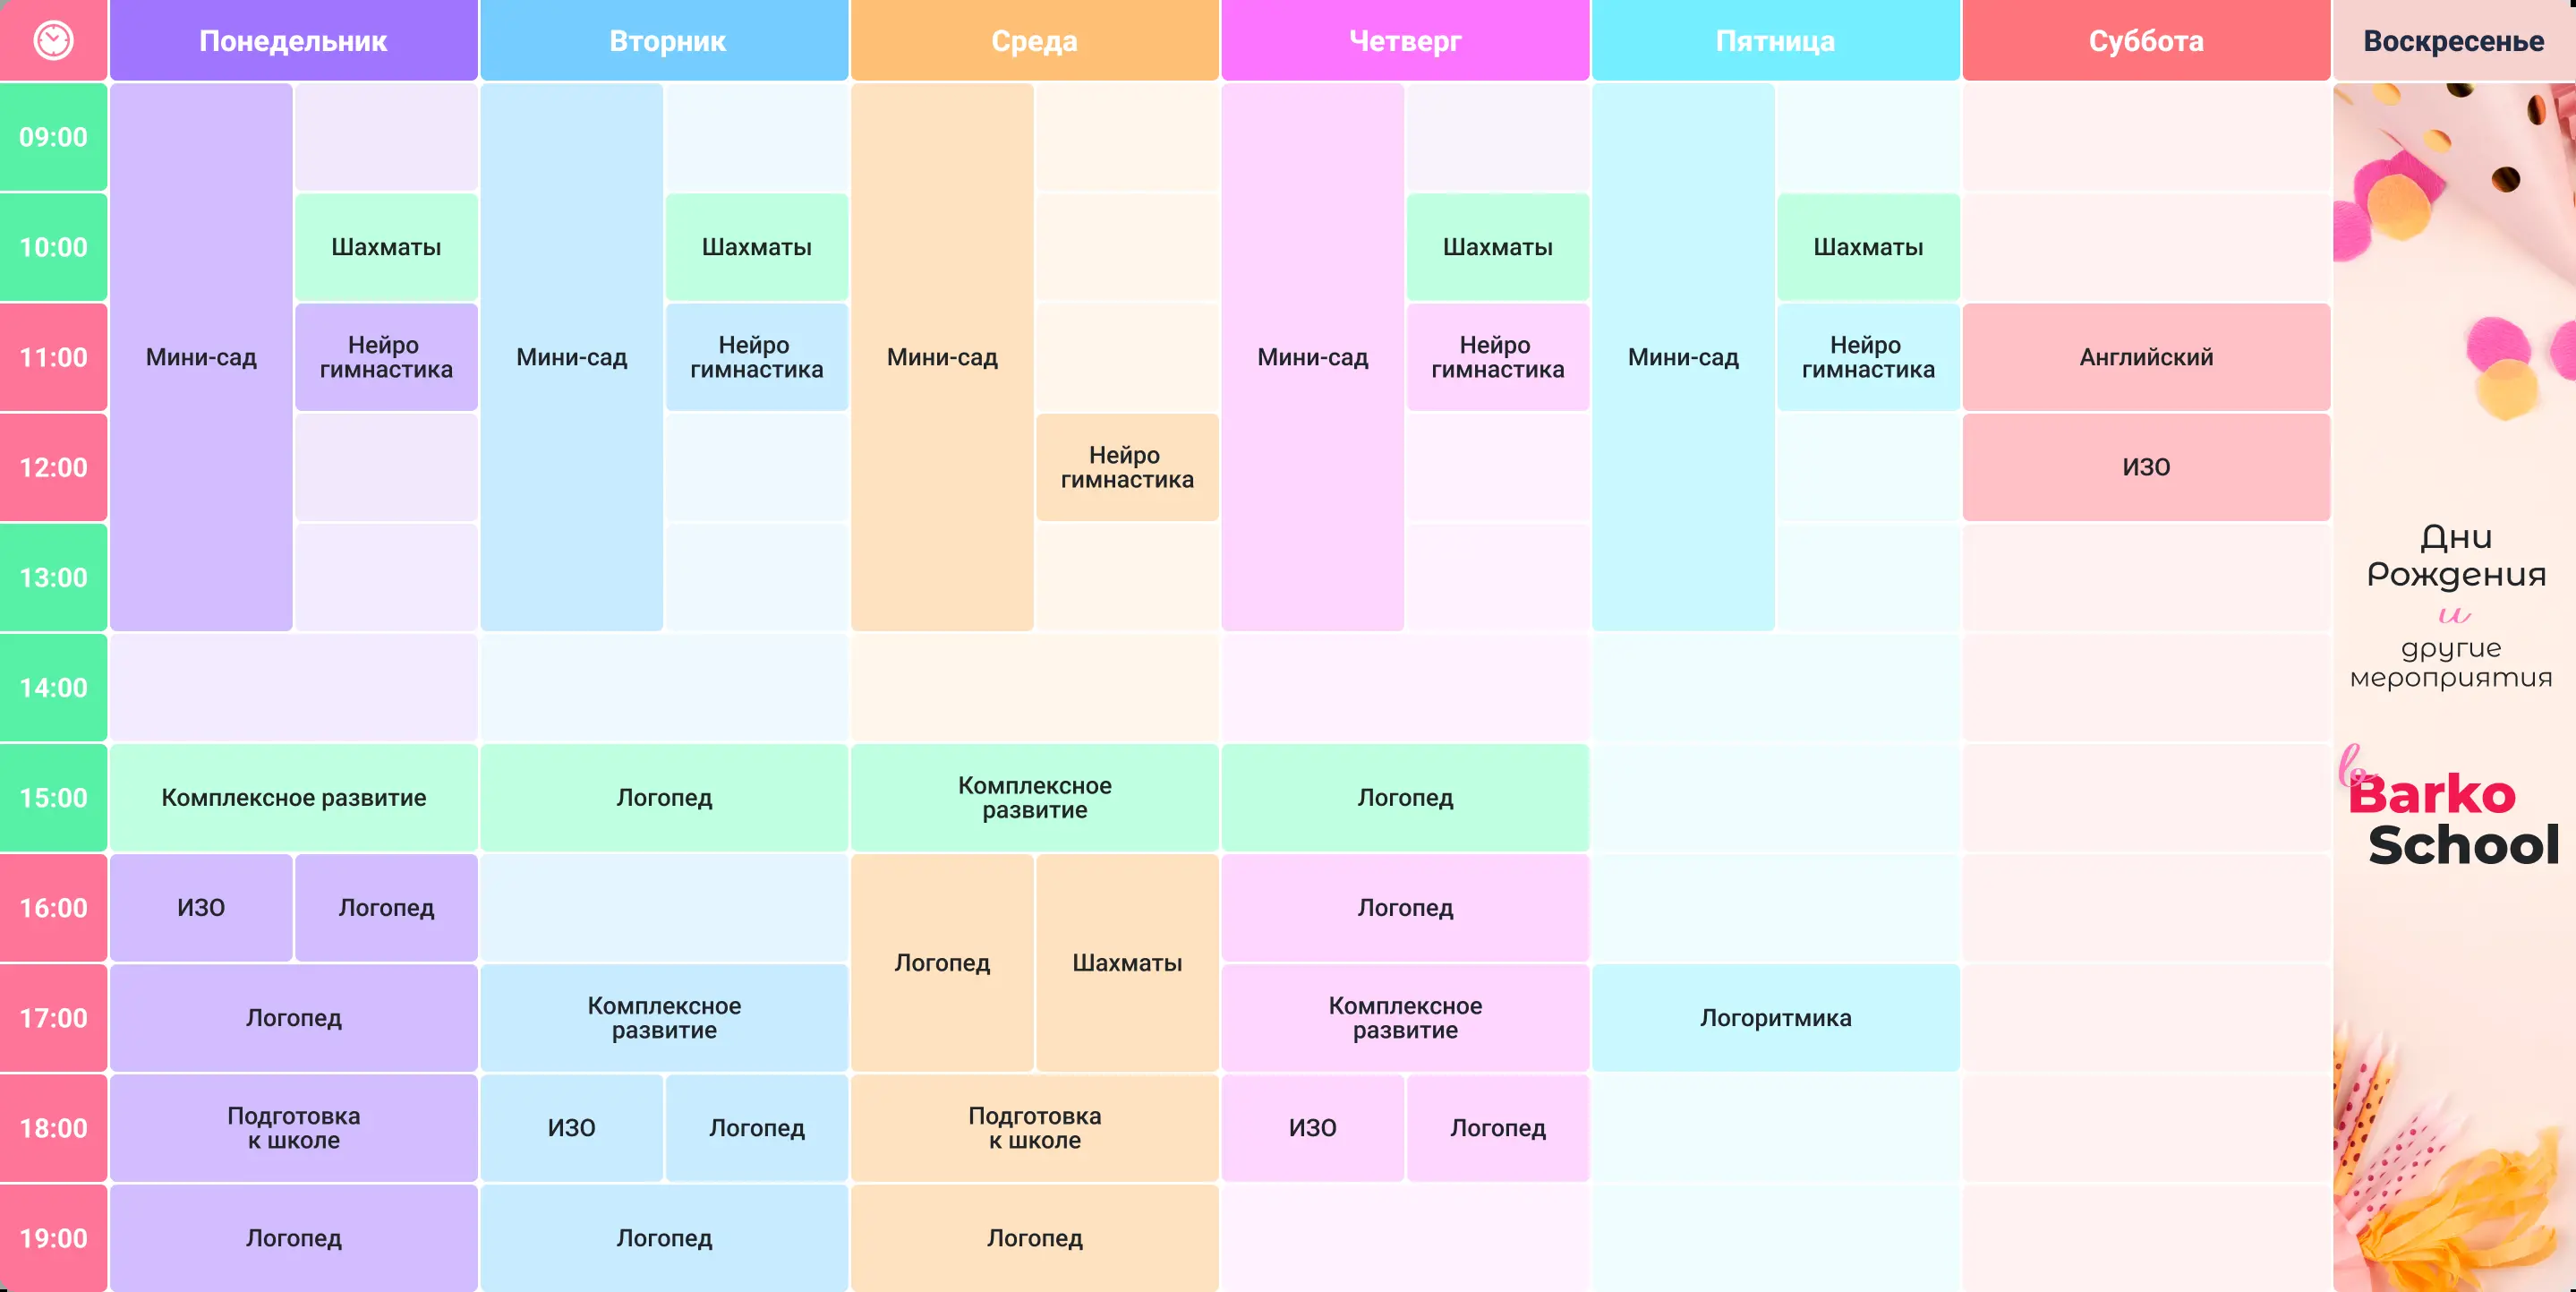 Понедельник Вторник Среда Четверг Пятница Суббота Воскресенье
09:00
10:00 Шахматы Шахматы Шахматы Шахматы
11:00 Мини-сад Нейро гимнастика Мини-сад Нейро гимнастика Мини-сад Мини-сад Нейро гимнастика Мини-сад Нейро гимнастика Английский
12:00 Нейро гимнастика ИЗО
13:00
Дни
Рождения
и
другие
мероприятия
14:00
15:00 Комплексное развитие Логопед Комплексное развитие Логопед
Barko
School
16:00 ИЗО Логопед Логопед Шахматы Логопед
17:00 Логопед Комплексное развитие Комплексное развитие Логоритмика
18:00 Подготовка к школе ИЗО Логопед Подготовка к школе ИЗО Логопед
19:00 Логопед Логопед Логопед